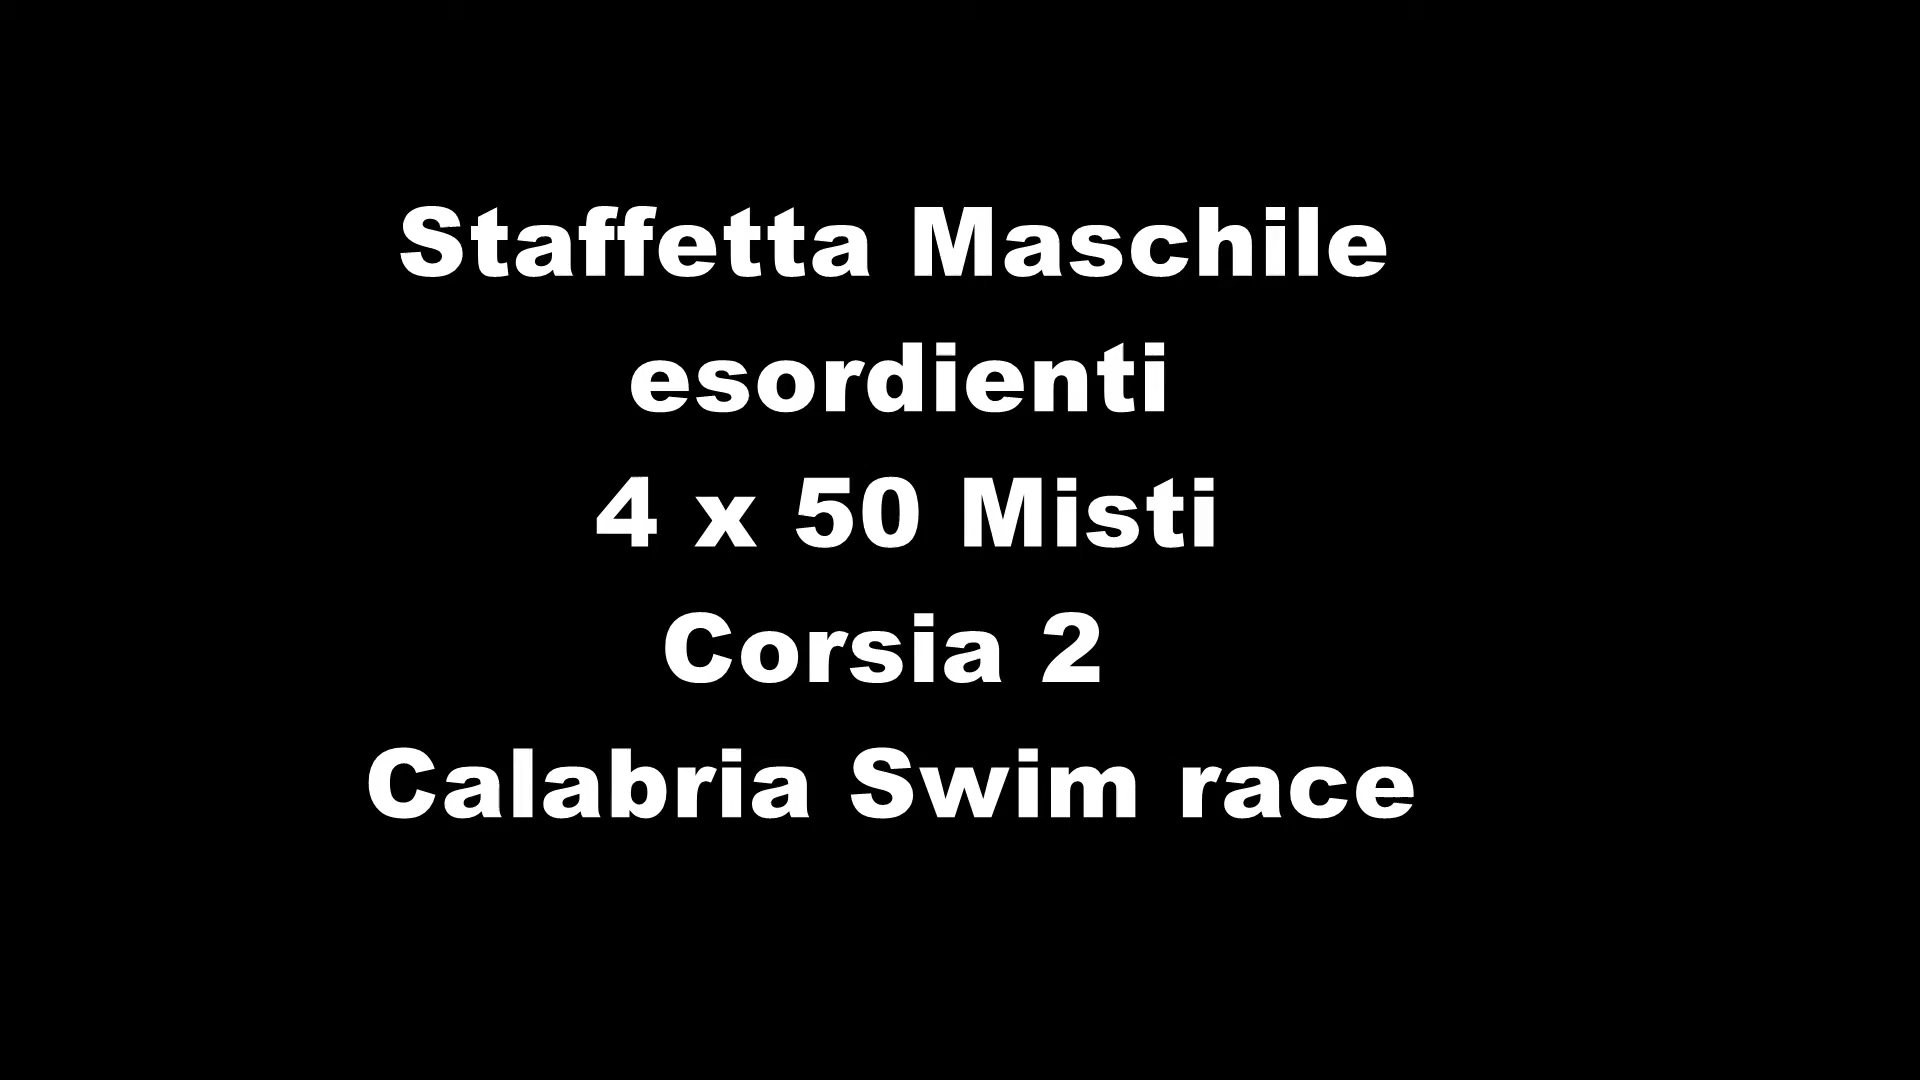 Staffetta Maschile
esordienti
4 x 50 Misti
Corsia 2
Calabria Swim race